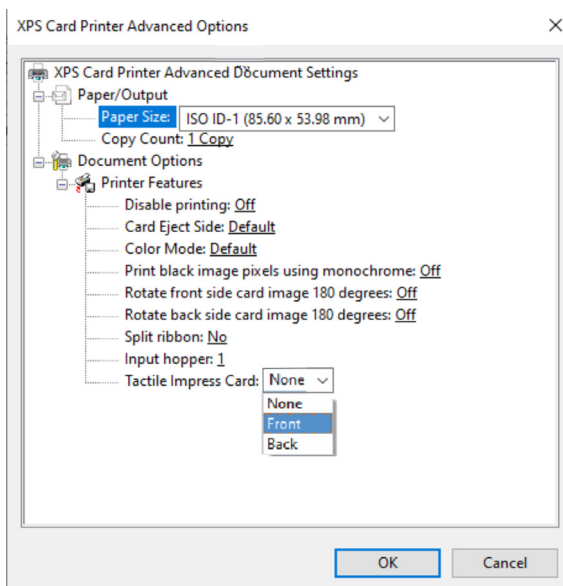 XPS Card Printer Advanced Options
XPS Card Printer Advanced Document Settings
Paper/Output
Paper Size: ISO ID-1 (85.60 x 53.98 mm)
Copy Count: 1 Copy
Document Options
Printer Features
Disable printing: Off
Card Eject Side: Default
Color Mode: Default
Print black image pixels using monochrome: Off
Rotate front side card image 180 degrees: Off
Rotate back side card image 180 degrees: Off
Split ribbon: No
Input hopper: 1
Tactile Impress Card: None
None
Front
Back
OK Cancel